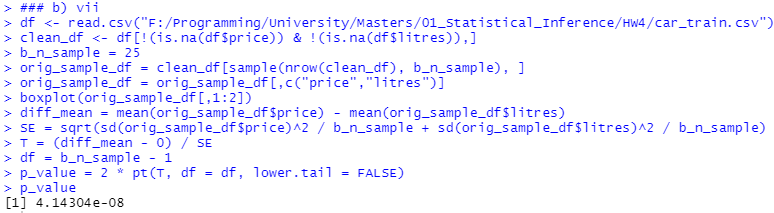 > ### b) vii
> df <- read.csv("F:/Programming/University/Masters/01_Statistical_Inference/HW4/car_train.csv")
> clean_df <- df[!(is.na(df$price)) & !(is.na(df$litres)),]
> b_n_sample = 25
> orig_sample_df = clean_df[sample(nrow(clean_df), b_n_sample), ]
> orig_sample_df = orig_sample_df[,c("price","litres")]
> boxplot(orig_sample_df[,1:2])
> diff_mean = mean(orig_sample_df$price) - mean(orig_sample_df$litres)
> SE = sqrt(sd(orig_sample_df$price)^2 / b_n_sample + sd(orig_sample_df$litres)^2 / b_n_sample)
> T = (diff_mean - 0) / SE
> df = b_n_sample - 1
> p_value = 2 * pt(T, df = df, lower.tail = FALSE)
> p_value
[1] 4.14304e-08